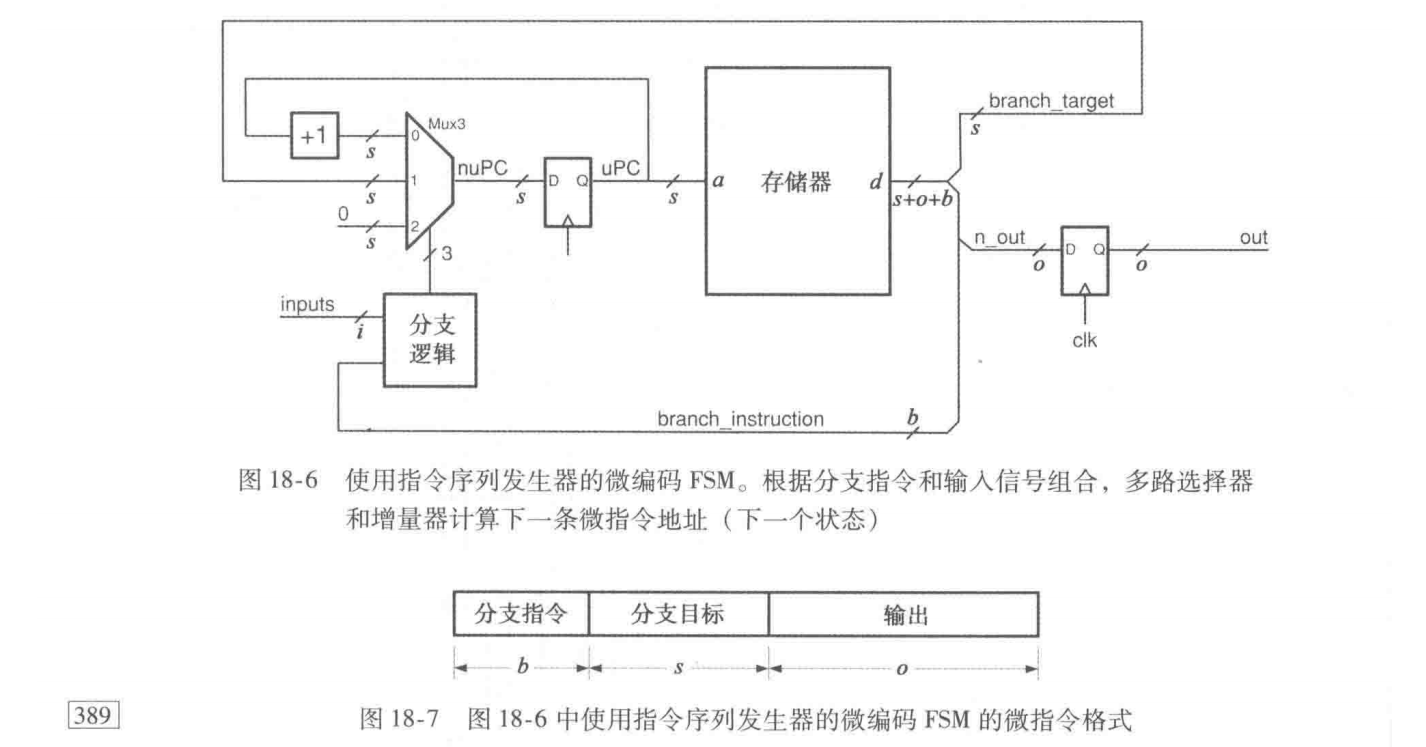 branch_target
s
+1
s
0
Mux3
1
s
0
s
2
3
nuPC
s
D
Q
uPC
s
a
存储器
d
s+o+b
n_out
o
D
Q
o
out
clk
inputs
i
分支
逻辑
branch_instruction
b
图 18-6 使用指令序列发生器的微编码 FSM。根据分支指令和输入信号组合，多路选择器
和增量器计算下一条微指令地址（下一个状态）
分支指令
分支目标
输出
b
s
o
389
图 18-7 图 18-6 中使用指令序列发生器的微编码 FSM 的微指令格式